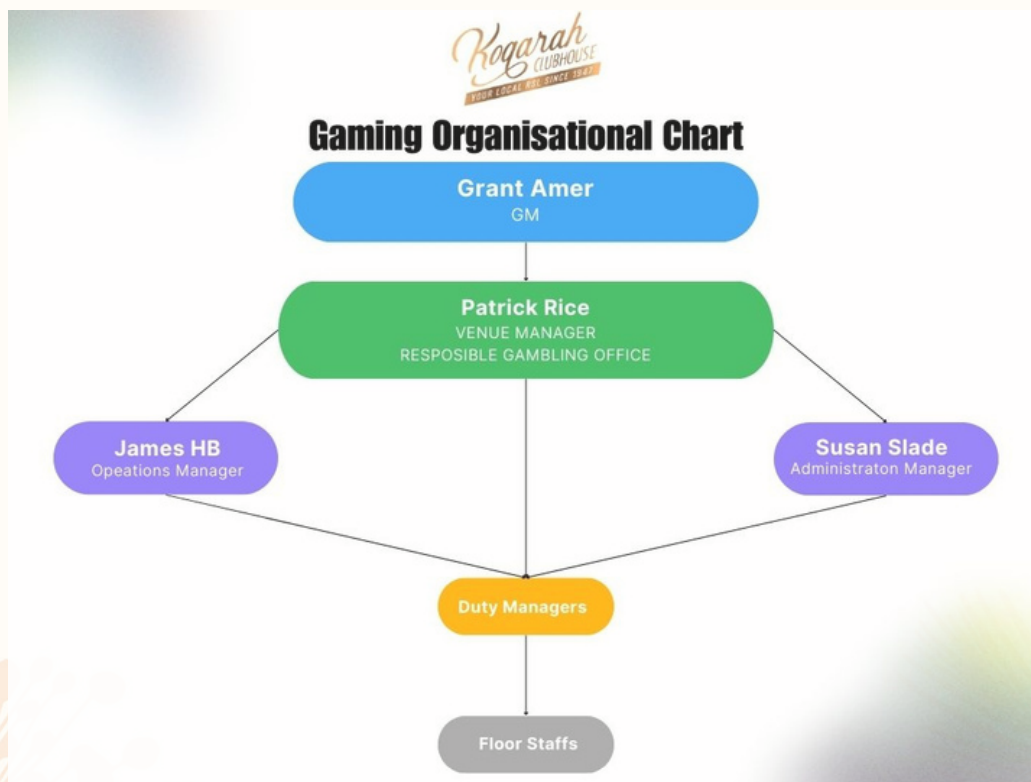 Kogarah
CLUBHOUSE
YOUR LOCAL RSL SINCE 1947
Gaming Organisational Chart
Grant Amer
GM
Patrick Rice
VENUE MANAGER
RESPOSIBLE GAMBLING OFFICE
James HB
Opeations Manager
Susan Slade
Administraton Manager
Duty Managers
Floor Staffs